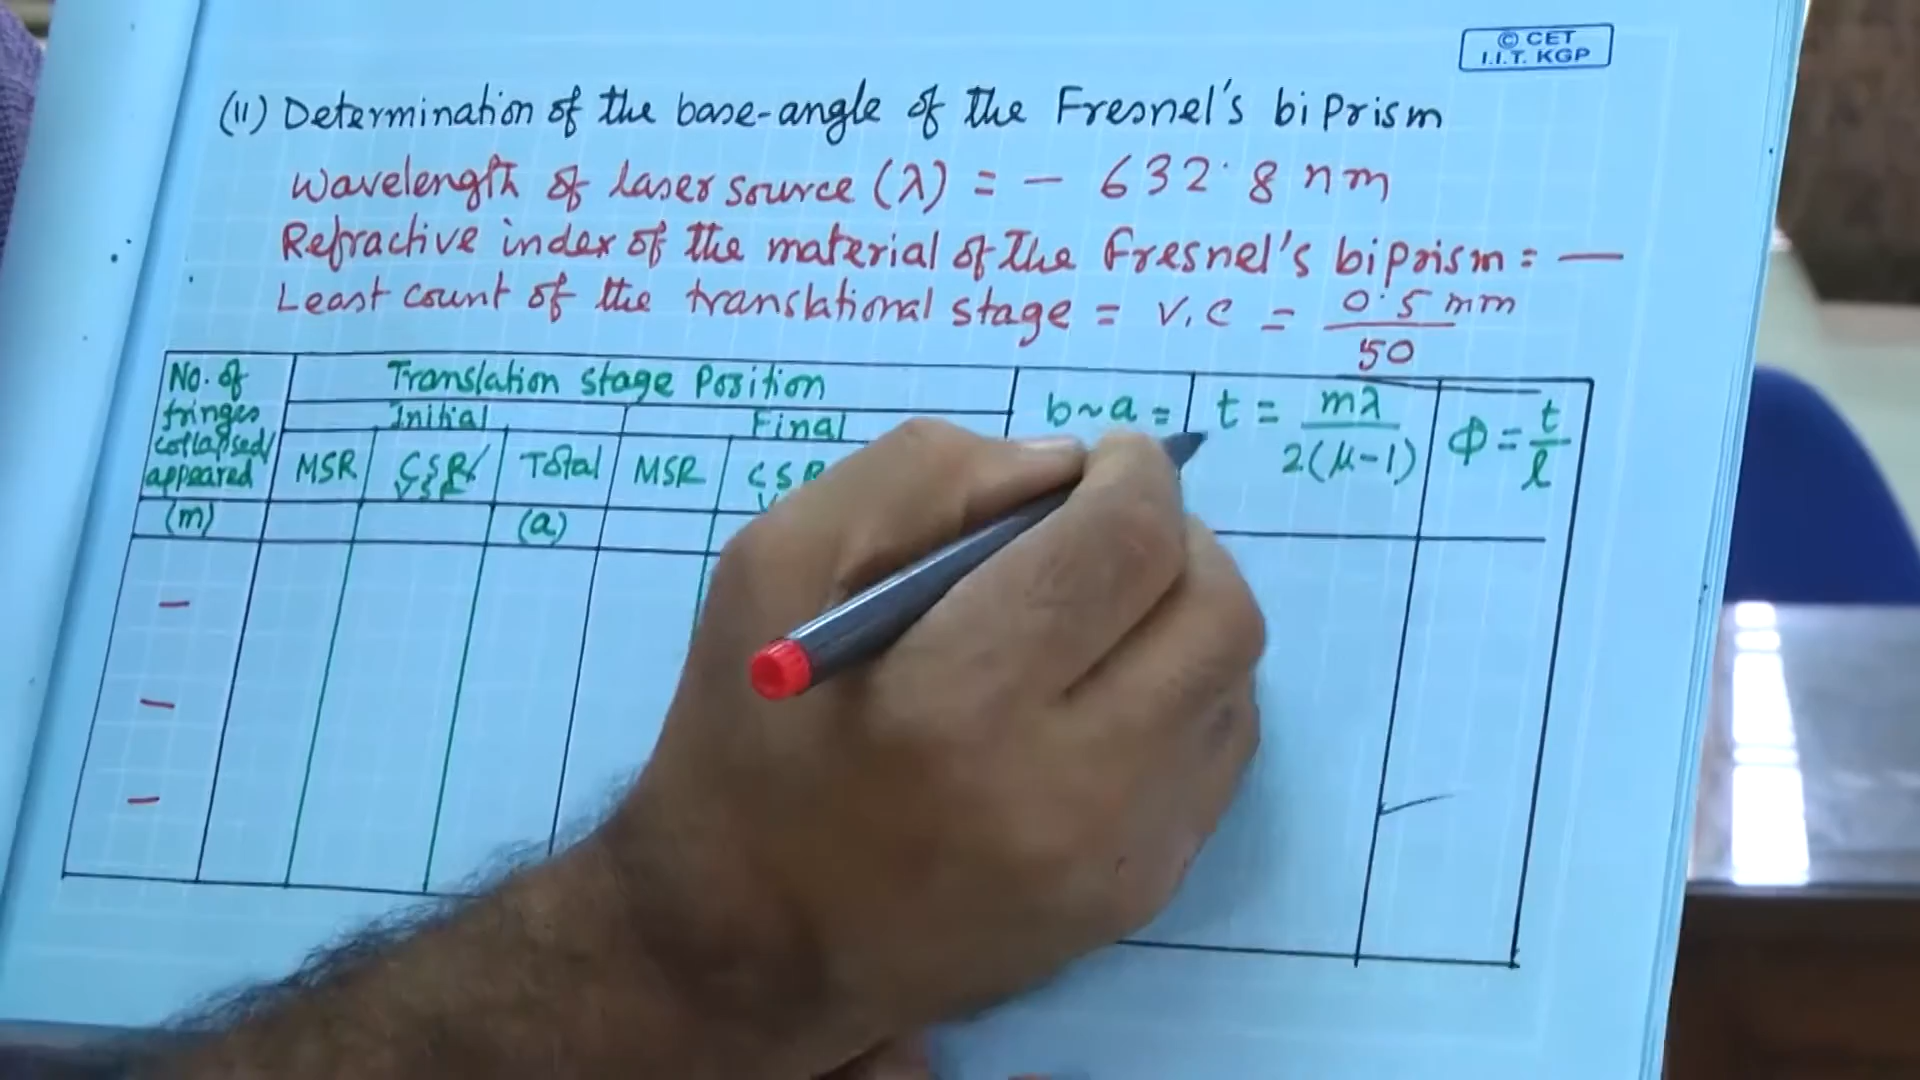 © CET
I.I.T. KGP
(11) Determination of the base-angle of the Fresnel's biprism
Wavelength of laser source (λ) = - 632.8 nm
Refractive index of the material of the Fresnel's biprism = —
Least count of the translational stage = V.C = 0.5 mm / 50
No. of fringes collapsed/appeared
Translation stage Position
Initial
Final
MSR
Total
MSR
CSR
b~a =
t = mλ / 2(μ-1)
Φ = t/l
(m)
(a)